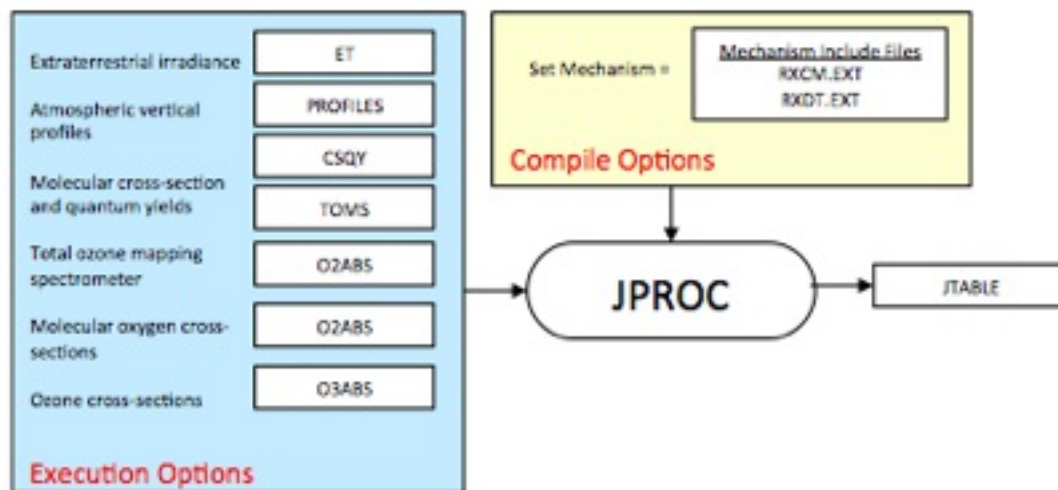 Extraterrestrial irradiance
ET
Atmospheric vertical
profiles
PROFILES
CSQY
Molecular cross-section
and quantum yields
TOMS
Total ozone mapping
spectrometer
O2ABS
Molecular oxygen cross-
sections
O2ABS
Ozone cross-sections
O3ABS
Execution Options
Set Mechanism =
Mechanism Include Files
RXCM.EXT
RXDT.EXT
Compile Options
JPROC
JTABLE